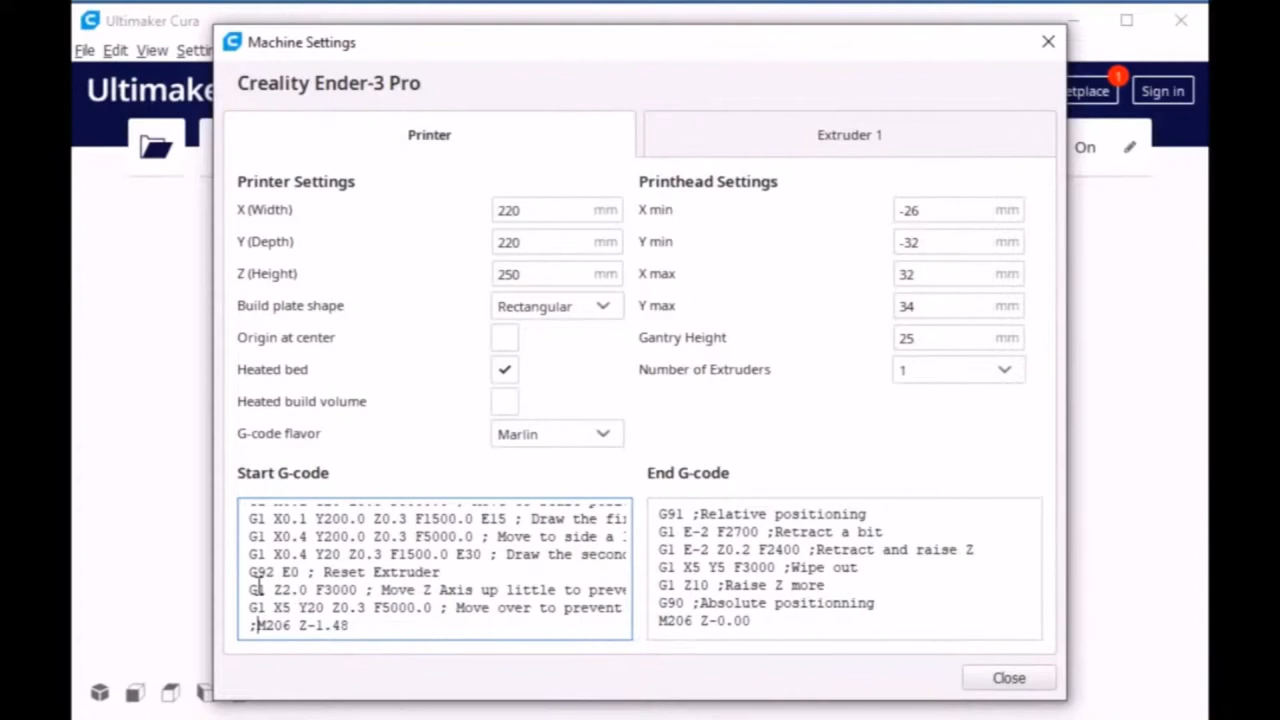 Ultimaker Cura
File Edit View Setti
Ultimake
etplace
1
Sign in
On
Machine Settings
Creality Ender-3 Pro
Printer
Extruder 1
Printer Settings
X (Width) 220 mm
Y (Depth) 220 mm
Z (Height) 250 mm
Build plate shape Rectangular
Origin at center
Heated bed
Heated build volume
G-code flavor Marlin
Printhead Settings
X min -26 mm
Y min -32 mm
X max 32 mm
Y max 34 mm
Gantry Height 25 mm
Number of Extruders 1
Start G-code
G1 X0.1 Y200.0 Z0.3 F1500.0 E15 ; Draw the fi
G1 X0.4 Y200.0 Z0.3 F5000.0 ; Move to side a
G1 X0.4 Y20 Z0.3 F1500.0 E30 ; Draw the secon
G92 E0 ; Reset Extruder
G1 Z2.0 F3000 ; Move Z Axis up little to preve
G1 X5 Y20 Z0.3 F5000.0 ; Move over to prevent
;M206 Z-1.48
End G-code
G91 ;Relative positioning
G1 E-2 F2700 ;Retract a bit
G1 E-2 Z0.2 F2400 ;Retract and raise Z
G1 X5 Y5 F3000 ;Wipe out
G1 Z10 ;Raise Z more
G90 ;Absolute positionning
M206 Z-0.00
Close